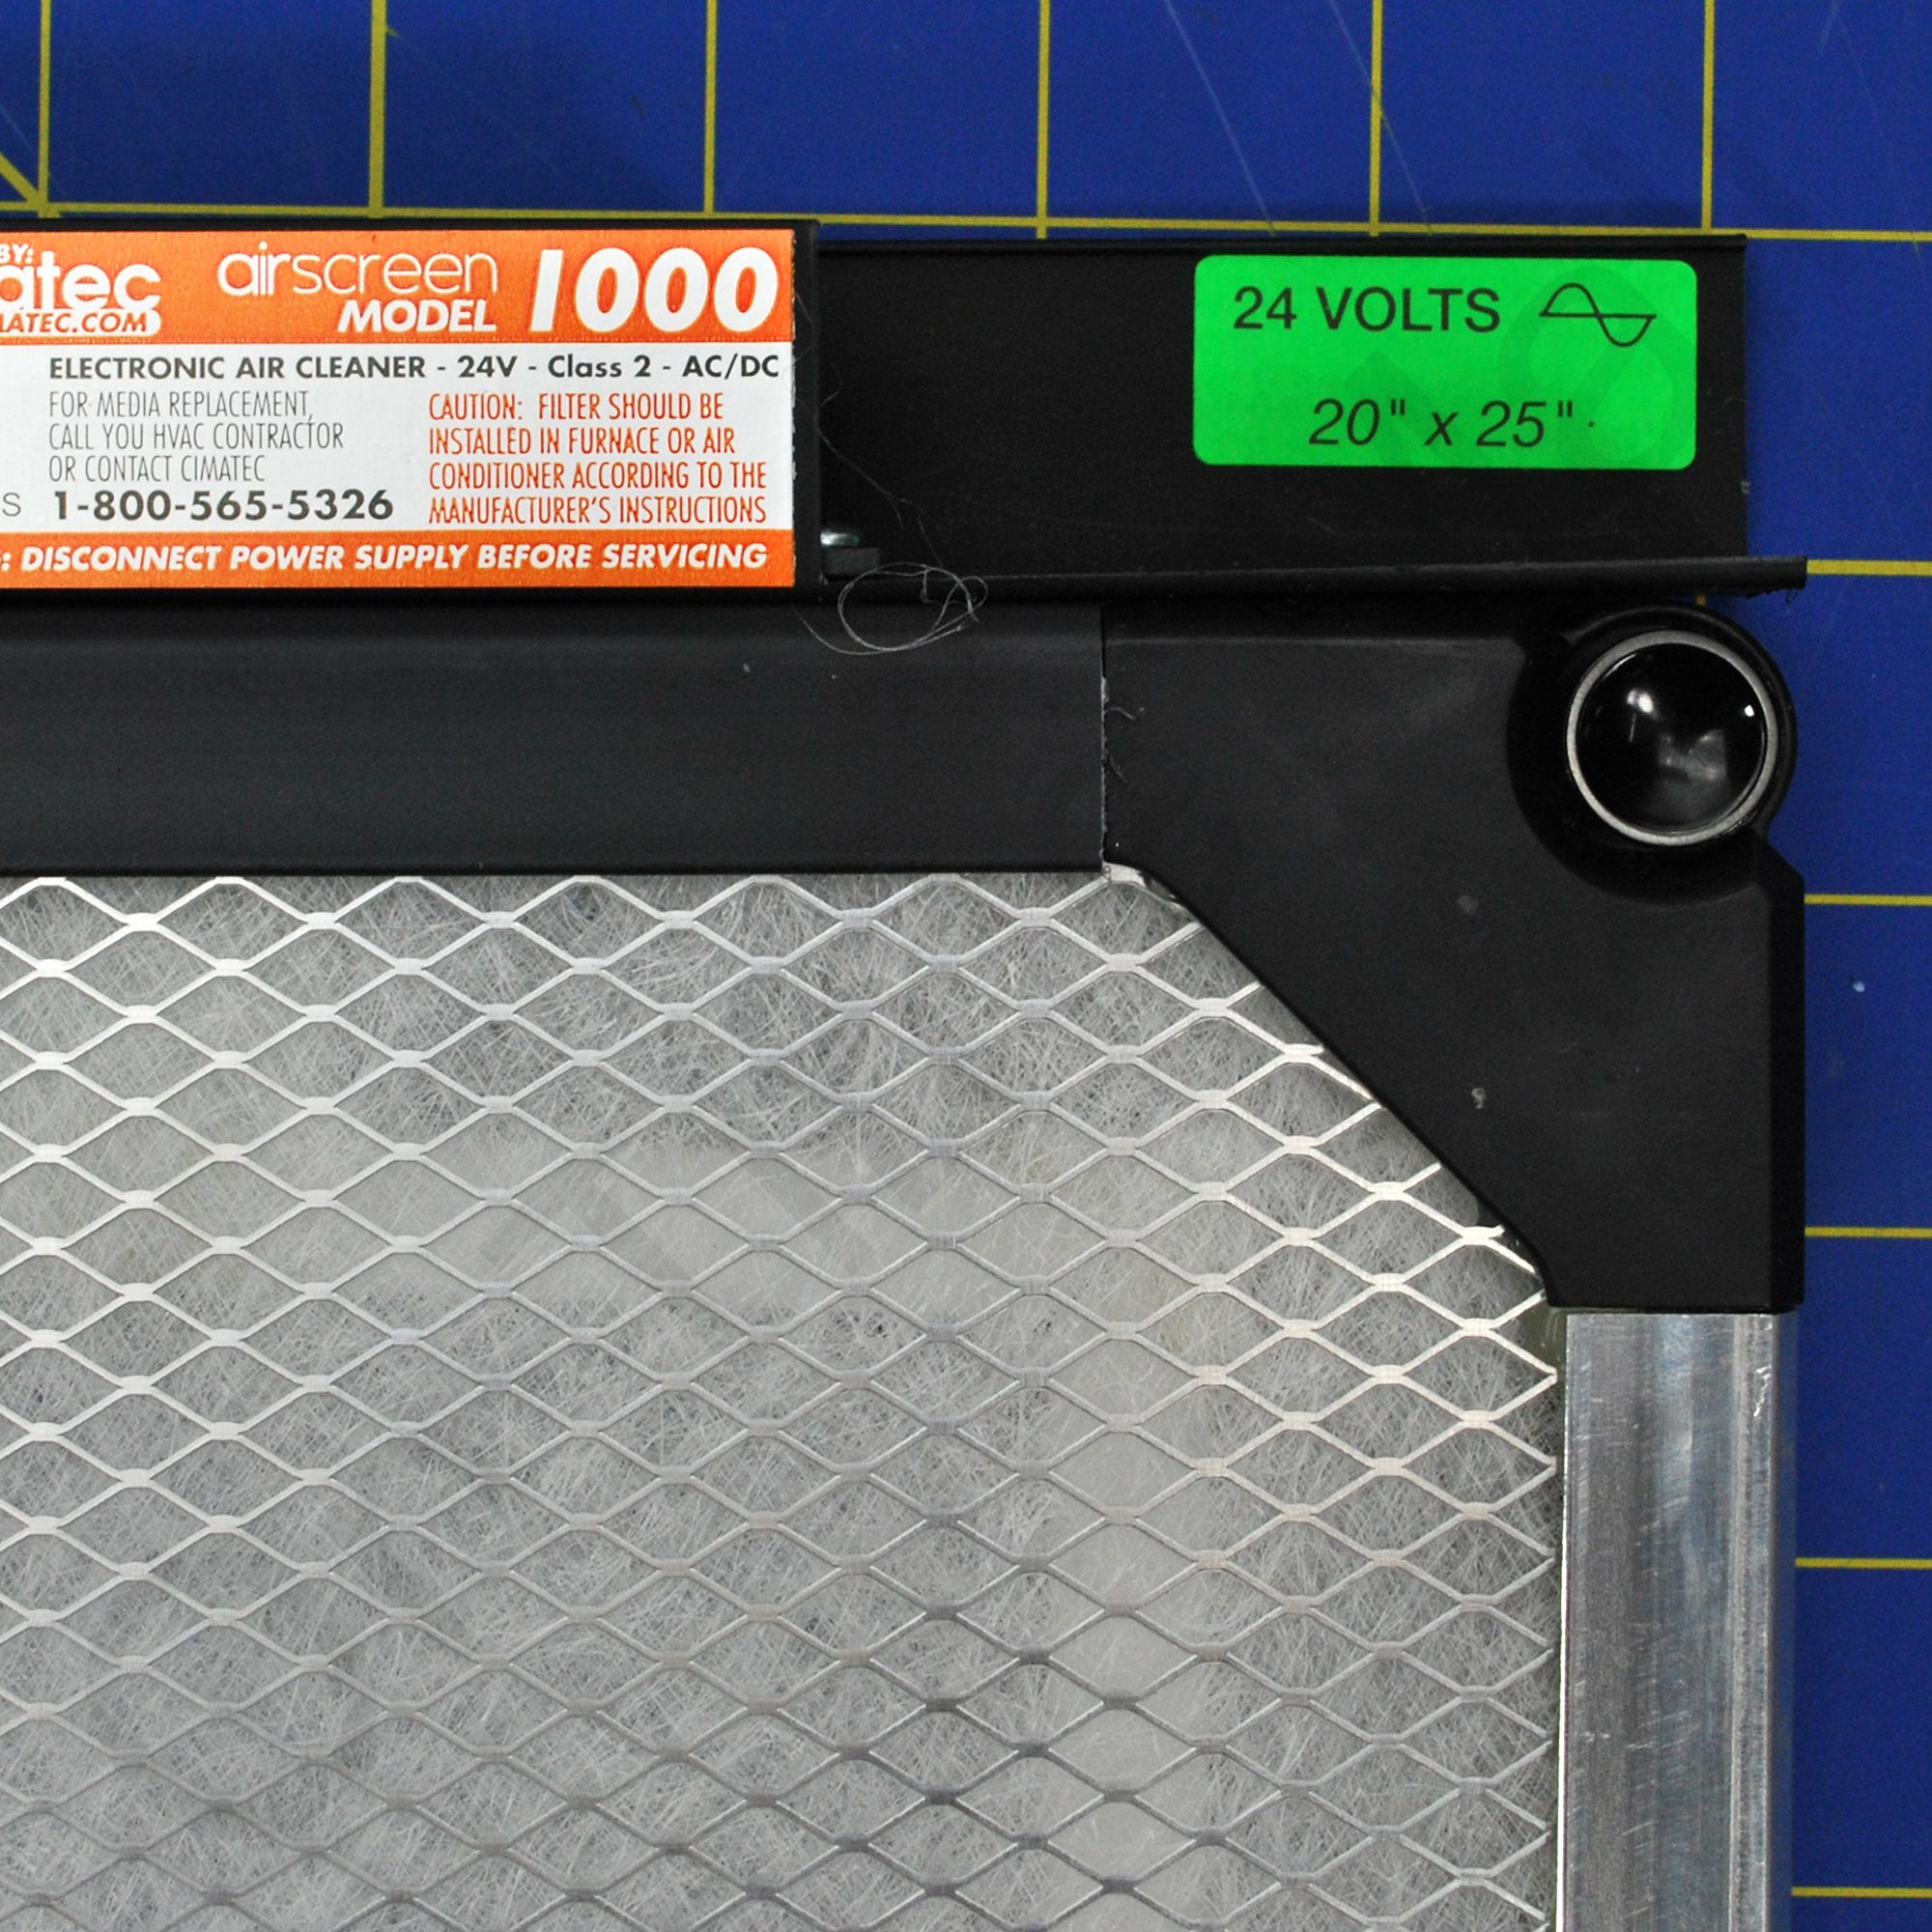 BY:
atec
MATEC.COM
airscreen
MODEL 1000
ELECTRONIC AIR CLEANER - 24V - Class 2 - AC/DC
FOR MEDIA REPLACEMENT,
CALL YOU HVAC CONTRACTOR
OR CONTACT CIMATEC
S 1-800-565-5326
CAUTION: FILTER SHOULD BE
INSTALLED IN FURNACE OR AIR
CONDITIONER ACCORDING TO THE
MANUFACTURER'S INSTRUCTIONS
: DISCONNECT POWER SUPPLY BEFORE SERVICING
24 VOLTS
20" x 25"